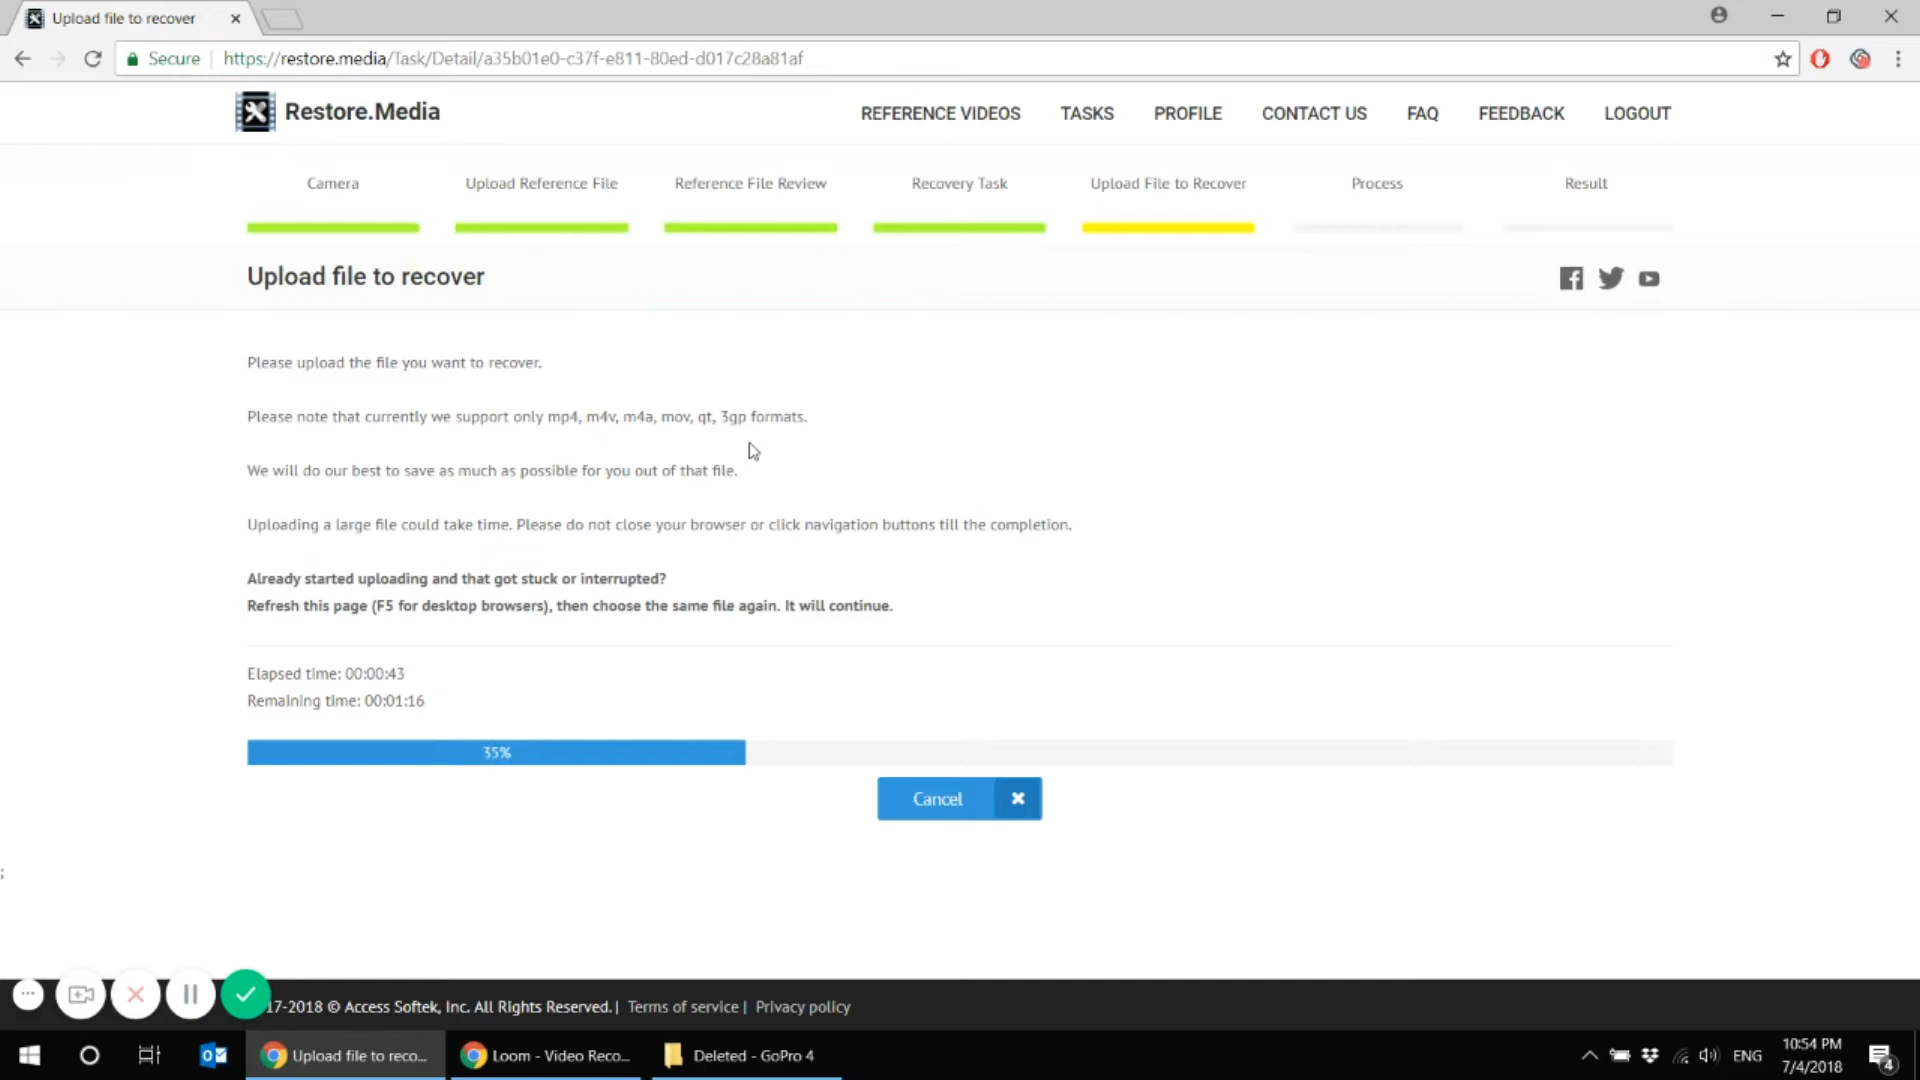 Upload file to recover
Secure
https://restore.media/Task/Detail/a35b01e0-c37f-e811-80ed-d017c28a81af
Restore.Media
REFERENCE VIDEOS
TASKS
PROFILE
CONTACT US
FAQ
FEEDBACK
LOGOUT
Camera
Upload Reference File
Reference File Review
Recovery Task
Upload File to Recover
Process
Result
Upload file to recover
Please upload the file you want to recover.
Please note that currently we support only mp4, m4v, m4a, mov, qt, 3gp formats.
We will do our best to save as much as possible for you out of that file.
Uploading a large file could take time. Please do not close your browser or click navigation buttons till the completion.
Already started uploading and that got stuck or interrupted?
Refresh this page (F5 for desktop browsers), then choose the same file again. It will continue.
Elapsed time: 00:00:43
Remaining time: 00:01:16
35%
Cancel
;
17-2018 © Access Softek, Inc. All Rights Reserved. | Terms of service | Privacy policy
Upload file to reco...
Loom - Video Reco...
Deleted - GoPro 4
ENG
10:54 PM
7/4/2018
4